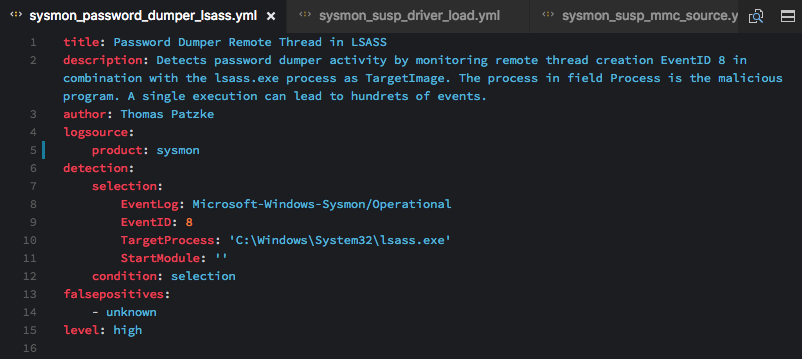 sysmon_password_dumper_lsass.yml × sysmon_susp_driver_load.yml sysmon_susp_mmc_source.y
1 title: Password Dumper Remote Thread in LSASS
2 description: Detects password dumper activity by monitoring remote thread creation EventID 8 in
combination with the lsass.exe process as TargetImage. The process in field Process is the malicious
program. A single execution can lead to hundreds of events.
3 author: Thomas Patzke
4 logsource:
5     product: sysmon
6 detection:
7     selection:
8         EventLog: Microsoft-Windows-Sysmon/Operational
9         EventID: 8
10         TargetProcess: 'C:\Windows\System32\lsass.exe'
11         StartModule: ''
12     condition: selection
13 falsepositives:
14     - unknown
15 level: high
16